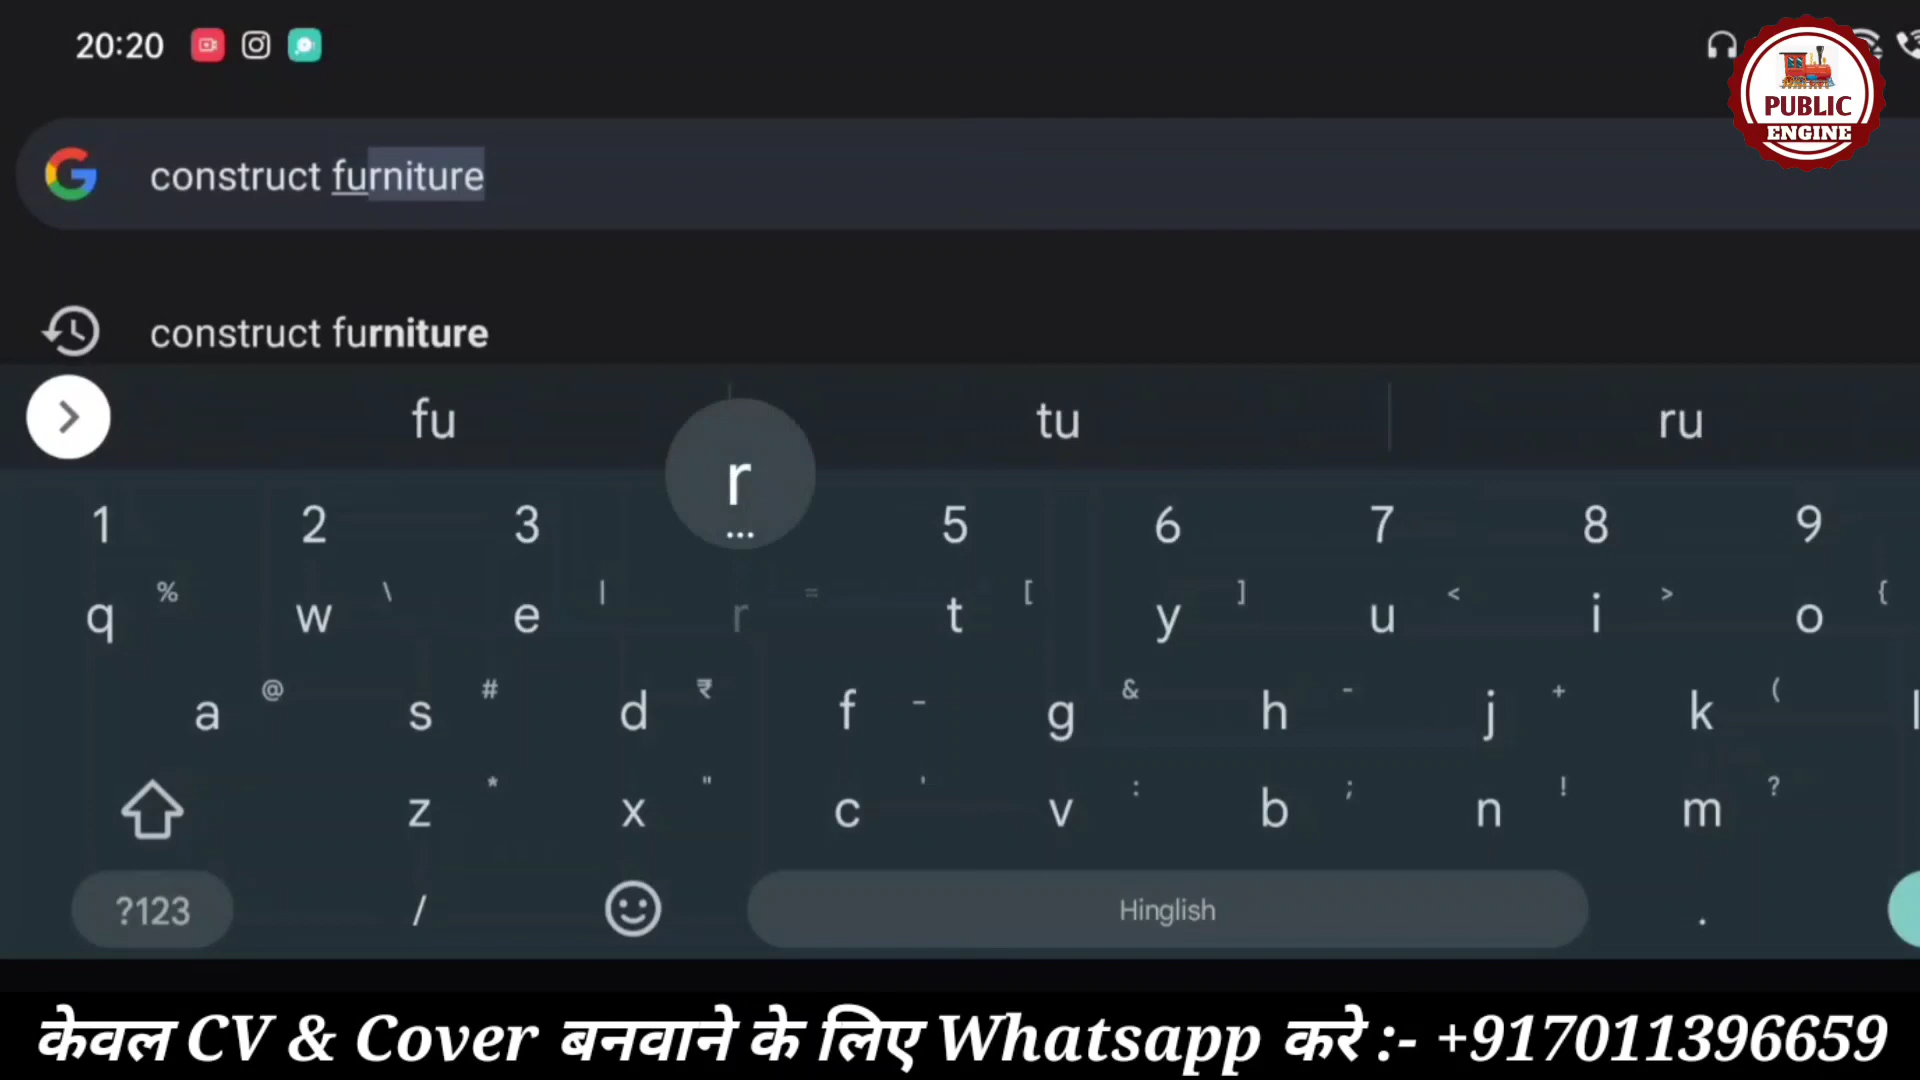 20:20
PUBLIC
ENGINE
construct furniture
construct furniture
fu tu ru
r
...
1 2 3 5 6 7 8 9
% \ | = [ ] < > {
q w e r t y u i o
@ # ₹ _ & - + (
a s d f g h j k l
* " ' : ; ! ?
z x c v b n m
?123 / Hinglish .
केवल CV & Cover बनवाने के लिए Whatsapp करे :- +917011396659